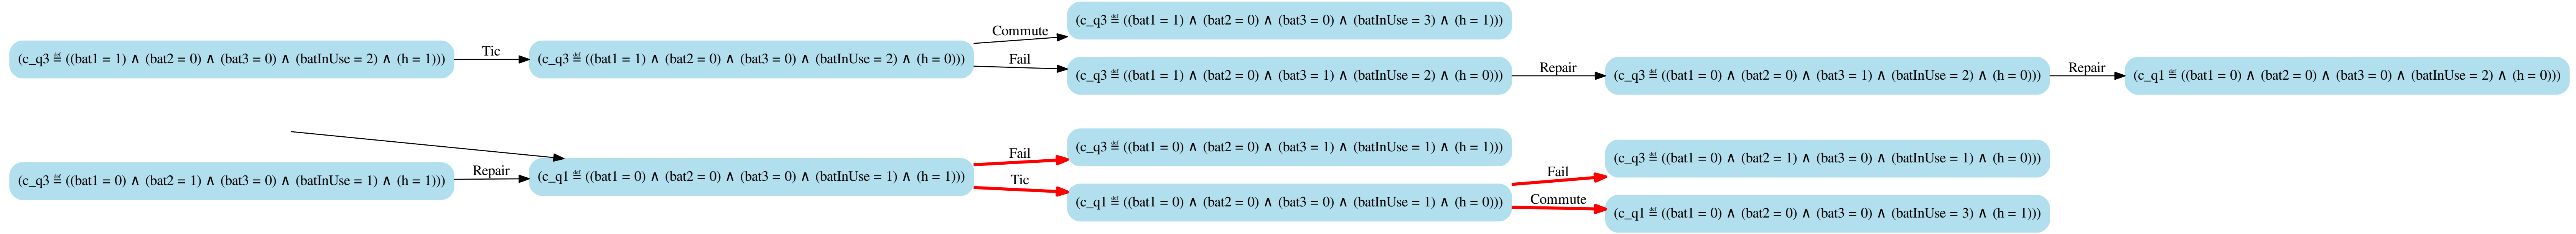 (c_q3 ≝ ((bat1 = 1) ∧ (bat2 = 0) ∧ (bat3 = 0) ∧ (batInUse = 2) ∧ (h = 1)))
Tic
(c_q3 ≝ ((bat1 = 1) ∧ (bat2 = 0) ∧ (bat3 = 0) ∧ (batInUse = 2) ∧ (h = 0)))
Commute
(c_q3 ≝ ((bat1 = 1) ∧ (bat2 = 0) ∧ (bat3 = 0) ∧ (batInUse = 3) ∧ (h = 1)))
Fail
(c_q3 ≝ ((bat1 = 1) ∧ (bat2 = 0) ∧ (bat3 = 1) ∧ (batInUse = 2) ∧ (h = 0)))
Repair
(c_q3 ≝ ((bat1 = 0) ∧ (bat2 = 0) ∧ (bat3 = 1) ∧ (batInUse = 2) ∧ (h = 0)))
Repair
(c_q1 ≝ ((bat1 = 0) ∧ (bat2 = 0) ∧ (bat3 = 0) ∧ (batInUse = 2) ∧ (h = 0)))
(c_q3 ≝ ((bat1 = 0) ∧ (bat2 = 1) ∧ (bat3 = 0) ∧ (batInUse = 1) ∧ (h = 1)))
Repair
(c_q1 ≝ ((bat1 = 0) ∧ (bat2 = 0) ∧ (bat3 = 0) ∧ (batInUse = 1) ∧ (h = 1)))
Fail
(c_q3 ≝ ((bat1 = 0) ∧ (bat2 = 0) ∧ (bat3 = 1) ∧ (batInUse = 1) ∧ (h = 1)))
Tic
(c_q1 ≝ ((bat1 = 0) ∧ (bat2 = 0) ∧ (bat3 = 0) ∧ (batInUse = 1) ∧ (h = 0)))
Fail
(c_q3 ≝ ((bat1 = 0) ∧ (bat2 = 1) ∧ (bat3 = 0) ∧ (batInUse = 1) ∧ (h = 0)))
Commute
(c_q1 ≝ ((bat1 = 0) ∧ (bat2 = 0) ∧ (bat3 = 0) ∧ (batInUse = 3) ∧ (h = 1)))